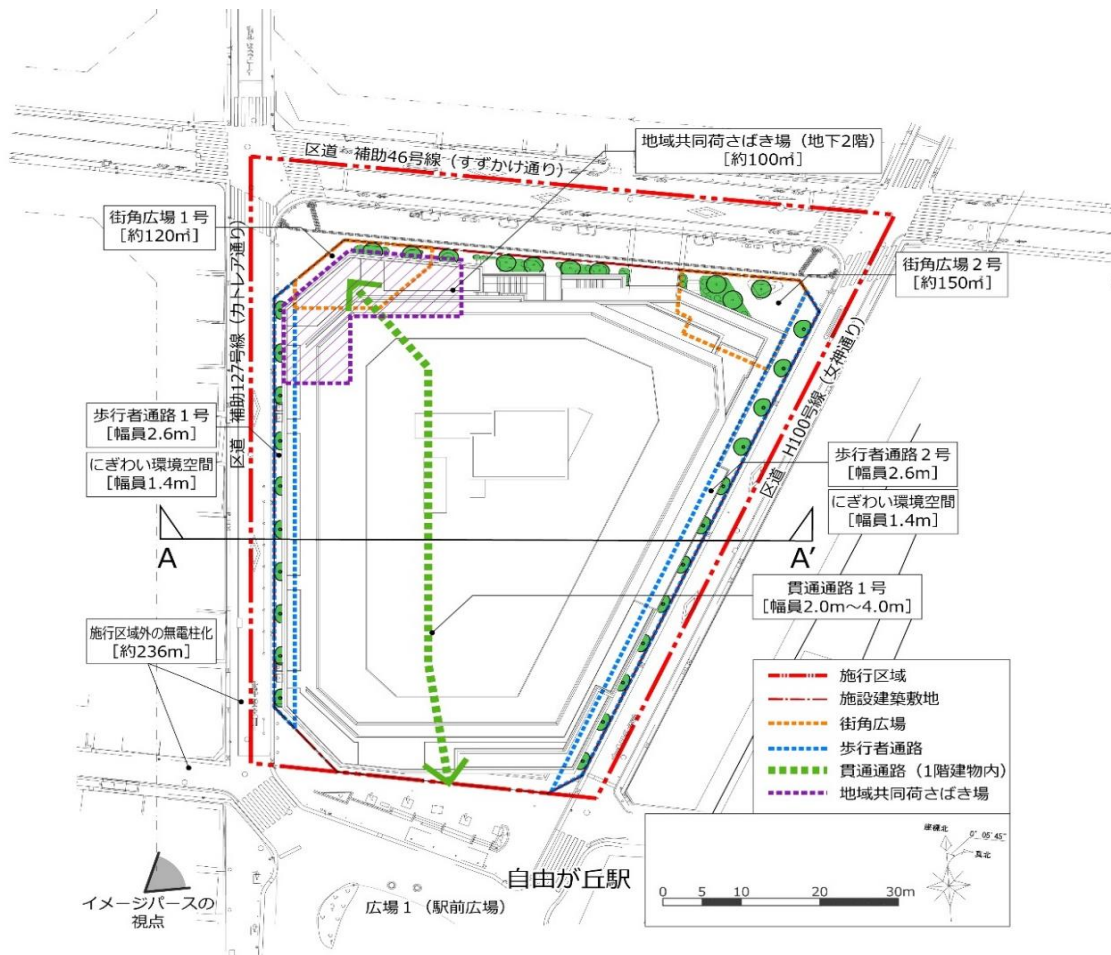 地域共同荷さばき場（地下2階）
［約100㎡］
区道　補助46号線（すずかけ通り）
街角広場１号
［約120㎡］
街角広場２号
［約150㎡］
区道　補助127号線（カトレア通り）
歩行者通路１号
［幅員2.6m］
にぎわい環境空間
［幅員1.4m］
区道　H100号線（女神通り）
歩行者通路２号
［幅員2.6m］
にぎわい環境空間
［幅員1.4m］
A
A′
貫通通路１号
［幅員2.0m～4.0m］
施行区域外の無電柱化
［約236m］
施行区域
施設建築敷地
街角広場
歩行者通路
貫通通路（1階建物内）
地域共同荷さばき場
自由が丘駅
広場１（駅前広場）
イメージパースの
視点
0° 05′ 45″
真北
0 5 10 20 30m